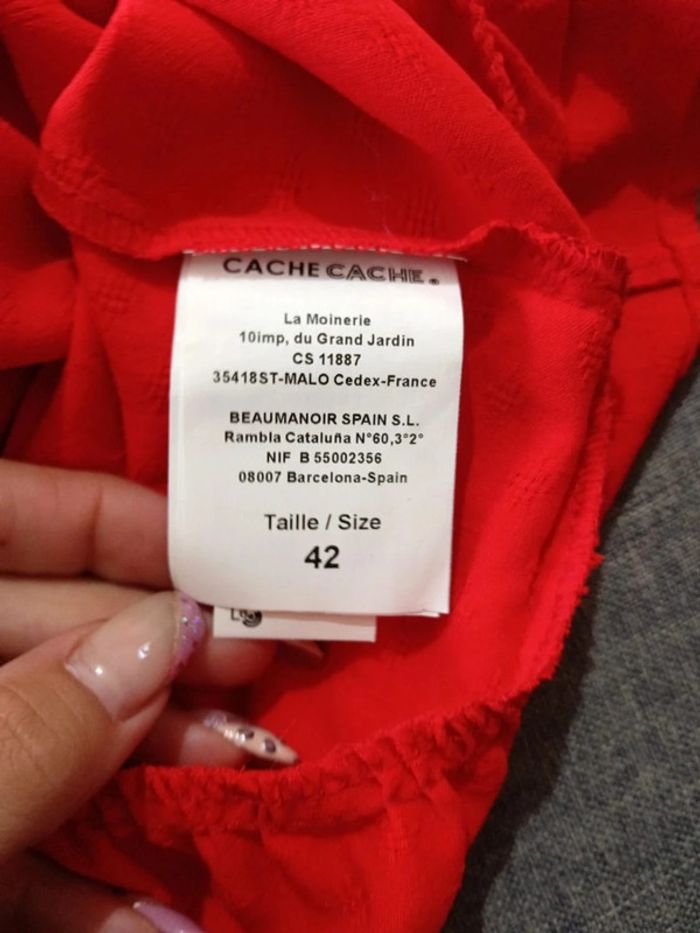 CACHE CACHE
La Moinerie
10imp, du Grand Jardin
CS 11887
35418ST-MALO Cedex-France
BEAUMANOIR SPAIN S.L.
Rambla Cataluña N°60,3°2°
NIF B 55002356
08007 Barcelona-Spain
Taille / Size
42